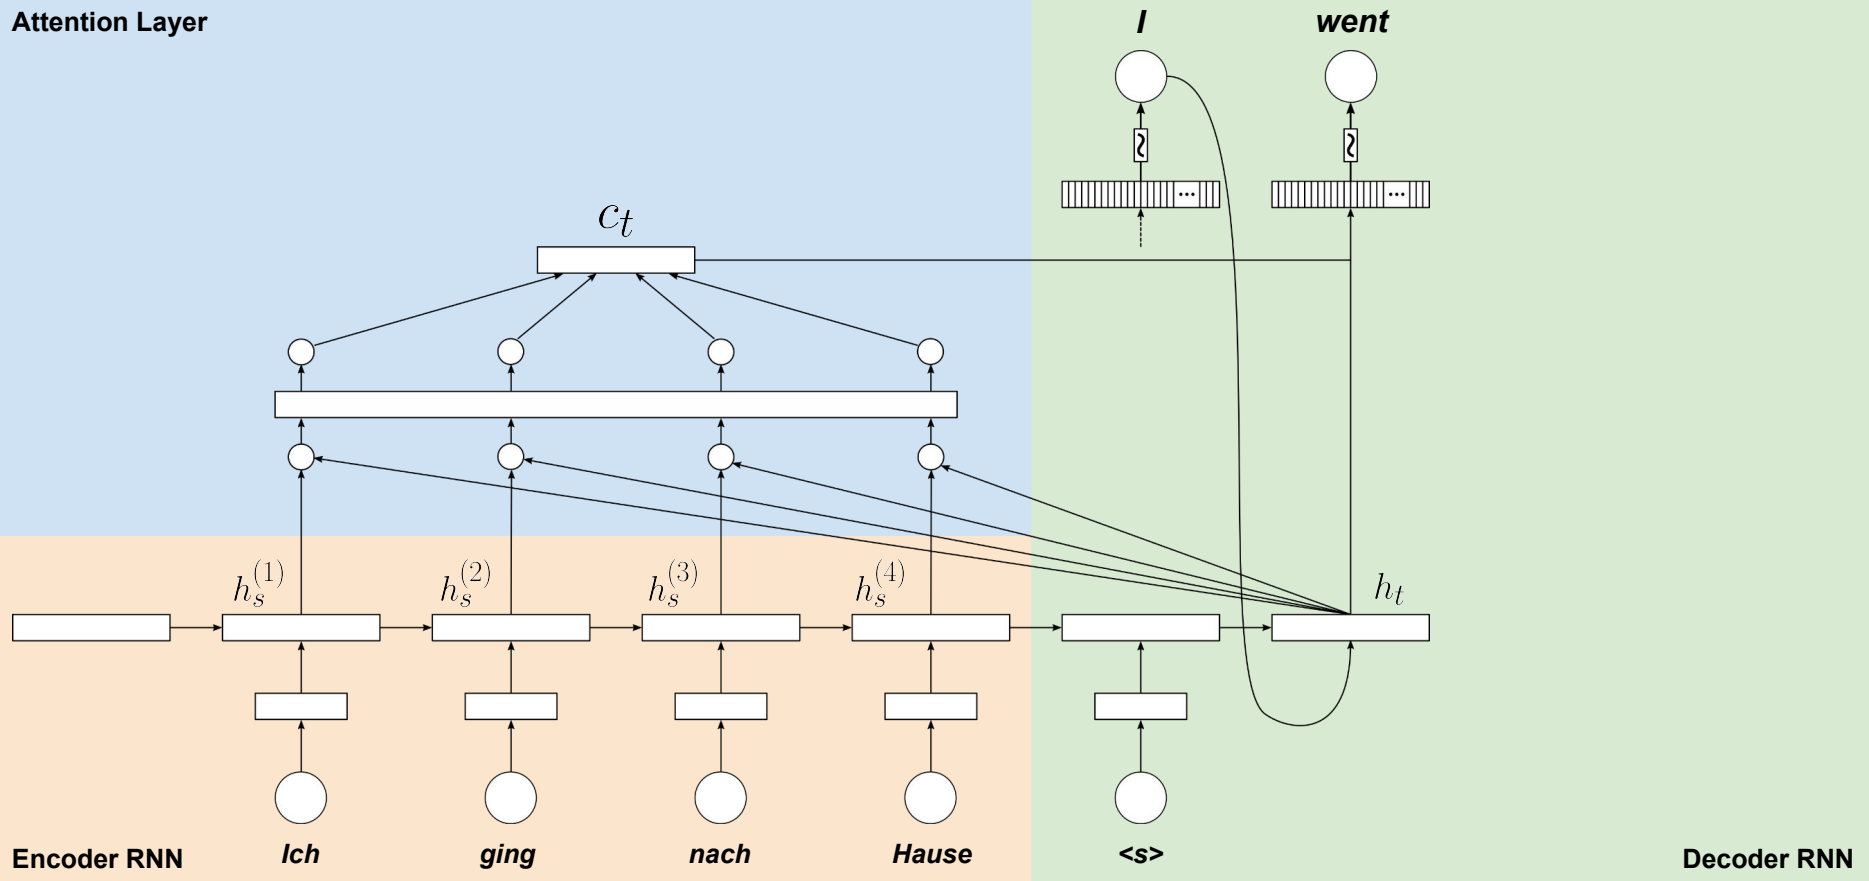 Attention Layer
I
went
...
...
c_t
h_s^{(1)}
h_s^{(2)}
h_s^{(3)}
h_s^{(4)}
h_t
Encoder RNN
Ich
ging
nach
Hause
<s>
Decoder RNN